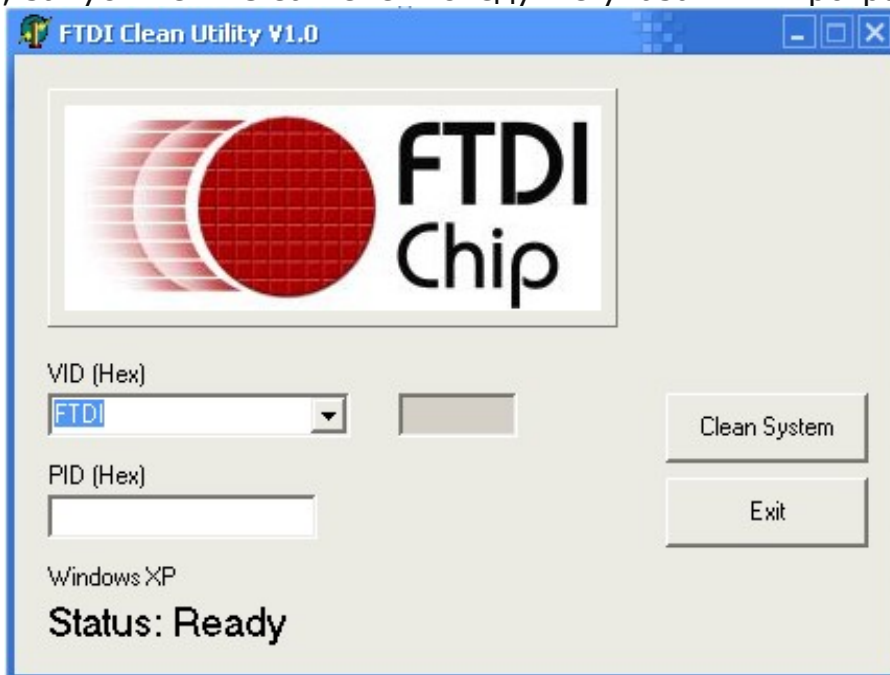 FTDI Clean Utility V1.0
FTDI
Chip
VID (Hex)
FTDI
Clean System
PID (Hex)
Exit
Windows XP
Status: Ready